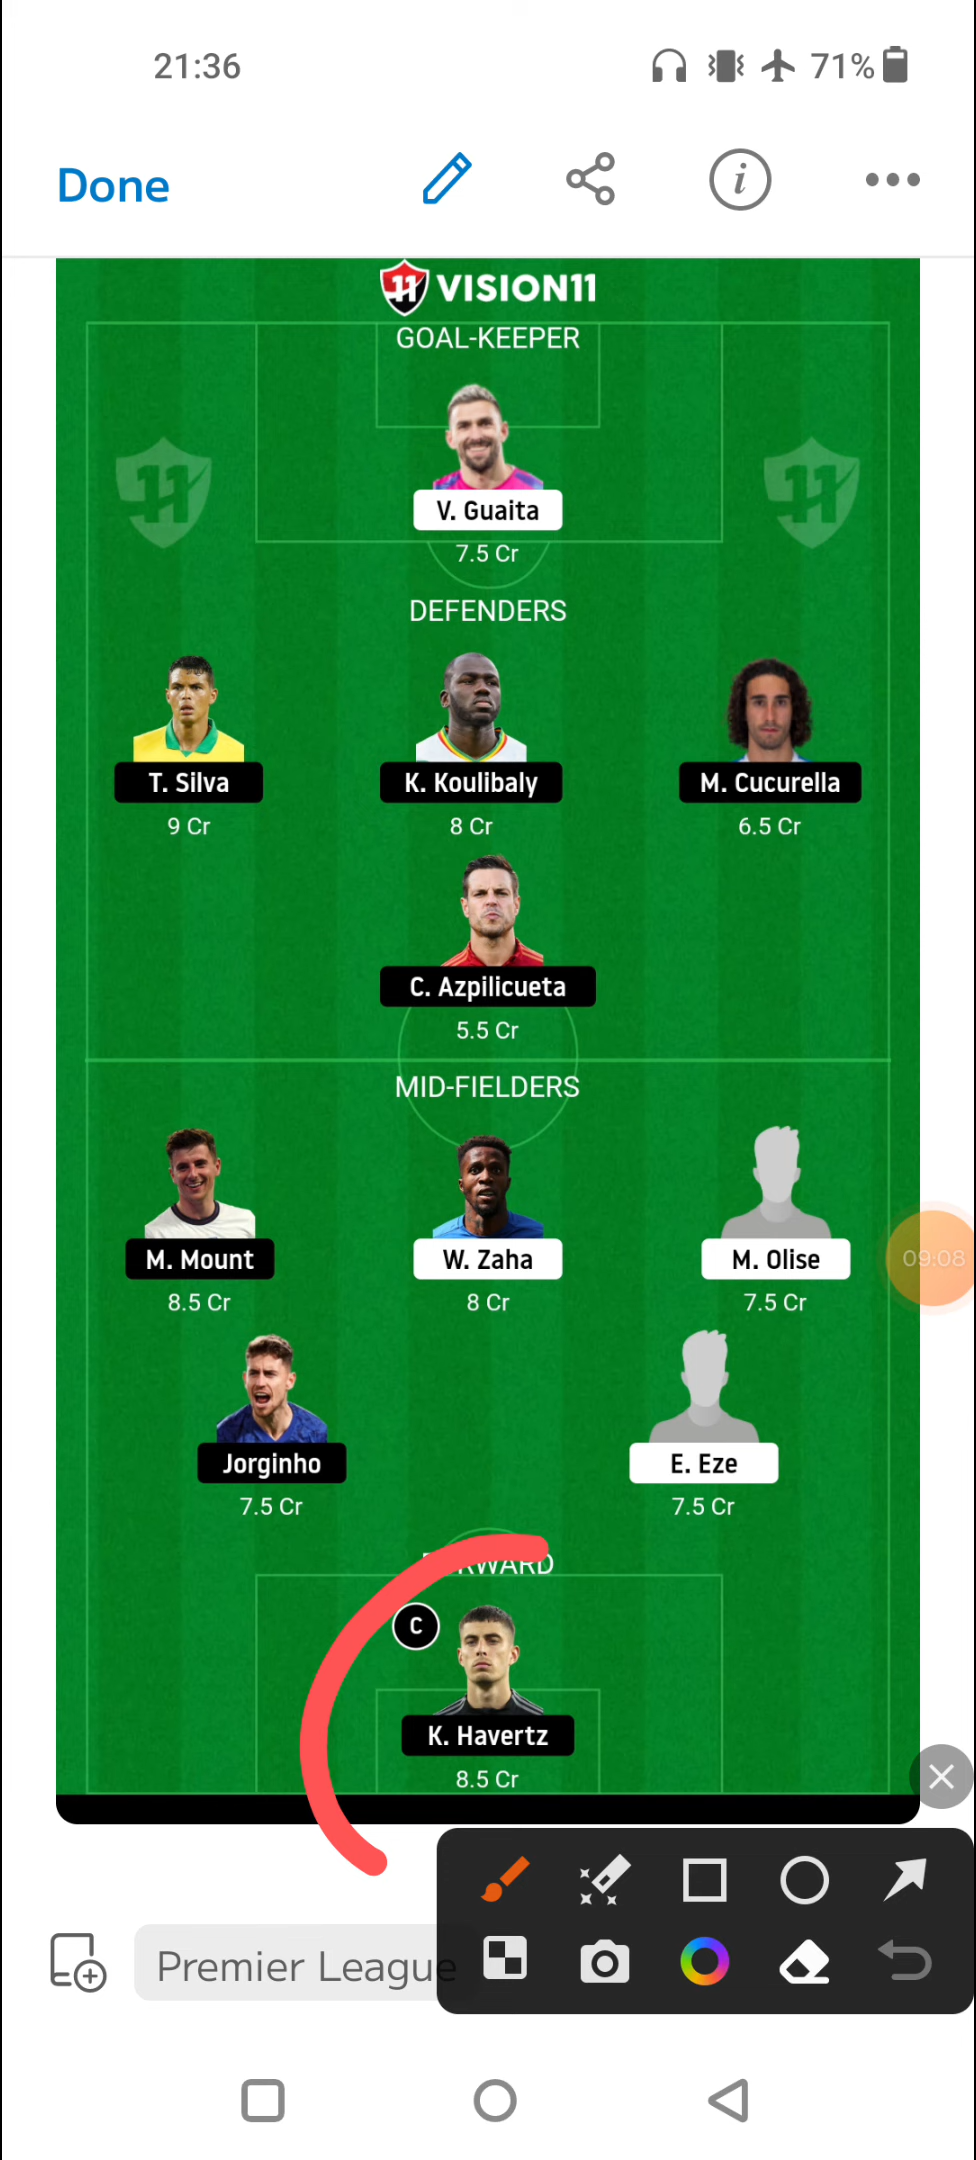 21:36
71%
Done
11 VISION11
GOAL-KEEPER
V. Guaita
7.5 Cr
DEFENDERS
T. Silva
K. Koulibaly
M. Cucurella
9 Cr
8 Cr
6.5 Cr
C. Azpilicueta
5.5 Cr
MID-FIELDERS
M. Mount
W. Zaha
M. Olise
09:08
8.5 Cr
8 Cr
7.5 Cr
Jorginho
E. Eze
7.5 Cr
7.5 Cr
C
K. Havertz
8.5 Cr
Premier League